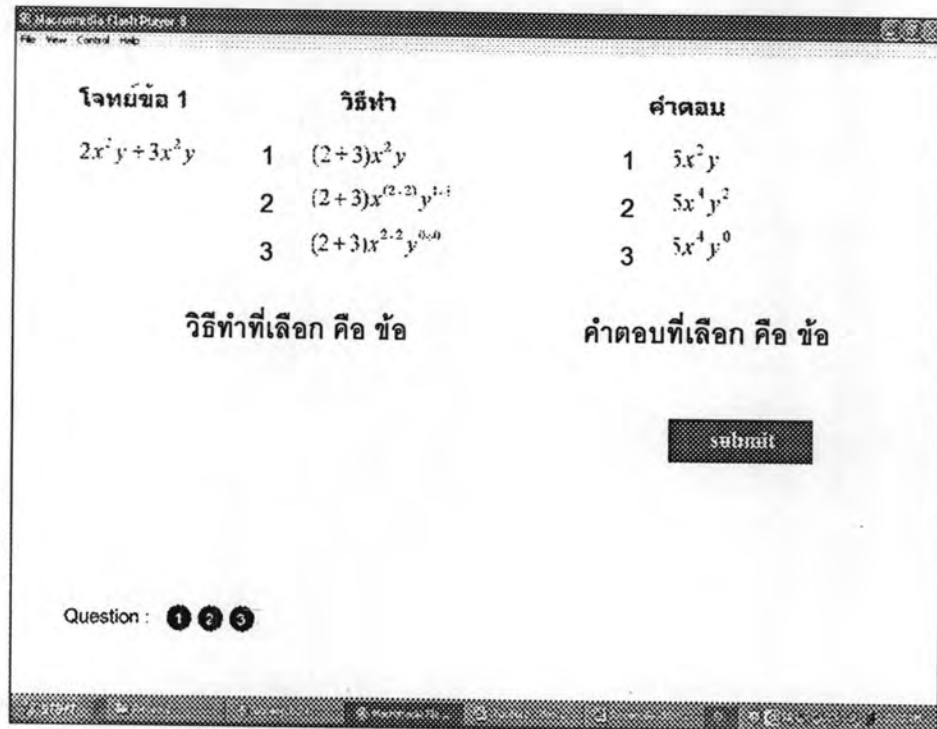 Macromedia Flash Player 8
File View Control Help
โจทย์ข้อ 1 วิธีทำ คำตอบ
2x²y + 3x²y 1 (2+3)x²y 1 5x²y
2 (2+3)x⁽²⁺²⁾y¹⁺¹ 2 5x⁴y²
3 (2+3)x²⁺²y⁰⁺⁰ 3 5x⁴y⁰
วิธีทำที่เลือก คือ ข้อ คำตอบที่เลือก คือ ข้อ
submit
Question : 1 2 3
START